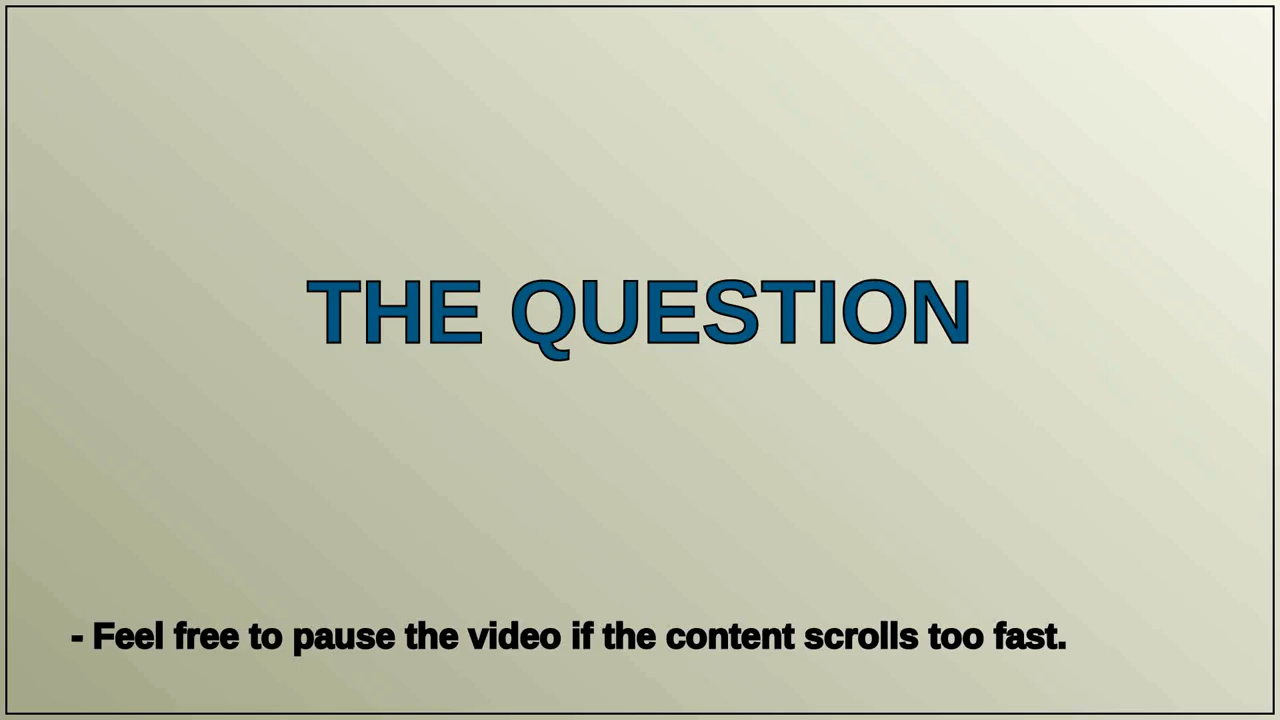 THE QUESTION
- Feel free to pause the video if the content scrolls too fast.